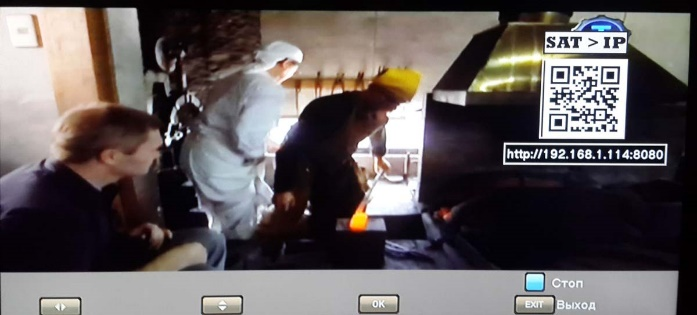 SAT > IP
http://192.168.1.114:8080
Стоп
OK
EXIT Выход